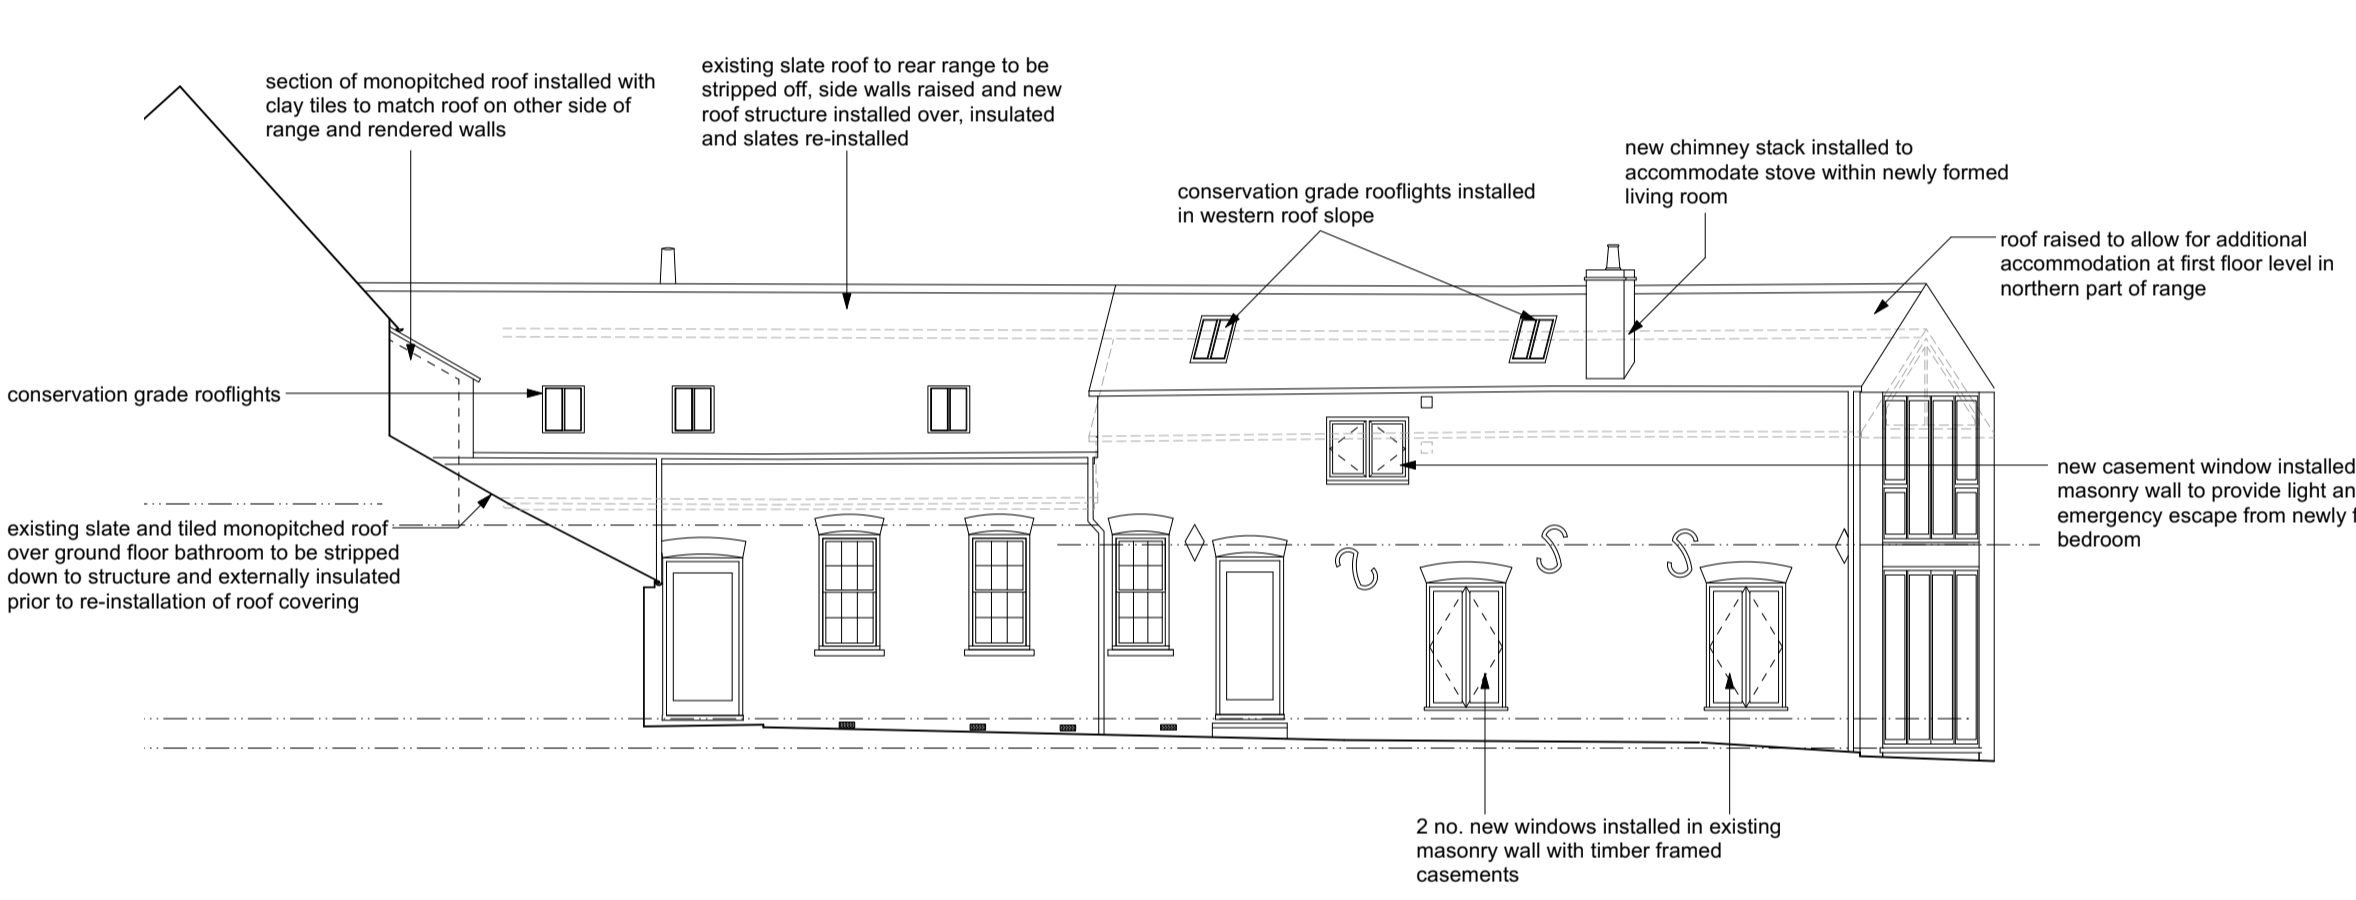 section of monopitched roof installed with
clay tiles to match roof on other side of
range and rendered walls
existing slate roof to rear range to be
stripped off, side walls raised and new
roof structure installed over, insulated
and slates re-installed
conservation grade rooflights installed
in western roof slope
new chimney stack installed to
accommodate stove within newly formed
living room
roof raised to allow for additional
accommodation at first floor level in
northern part of range
conservation grade rooflights
existing slate and tiled monopitched roof
over ground floor bathroom to be stripped
down to structure and externally insulated
prior to re-installation of roof covering
new casement window installed
masonry wall to provide light an
emergency escape from newly f
bedroom
2 no. new windows installed in existing
masonry wall with timber framed
casements